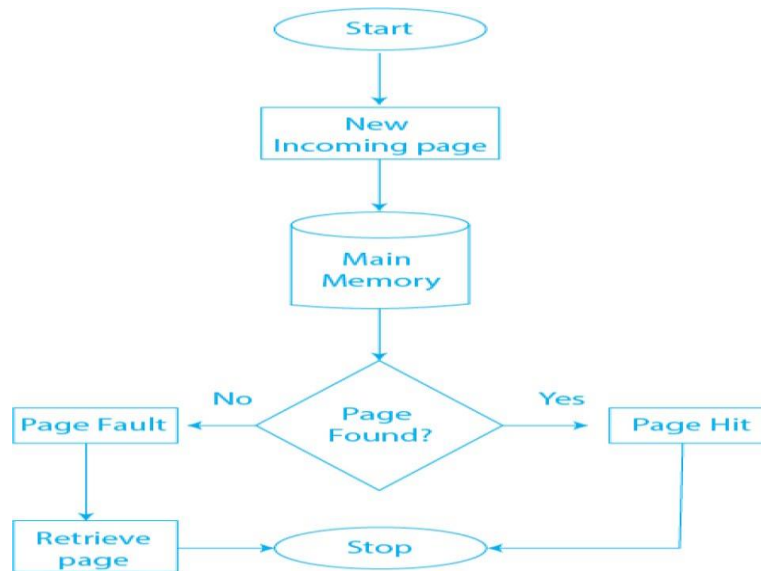 Start
New
Incoming page
Main
Memory
No
Yes
Page Fault
Page
Found?
Page Hit
Retrieve
page
Stop